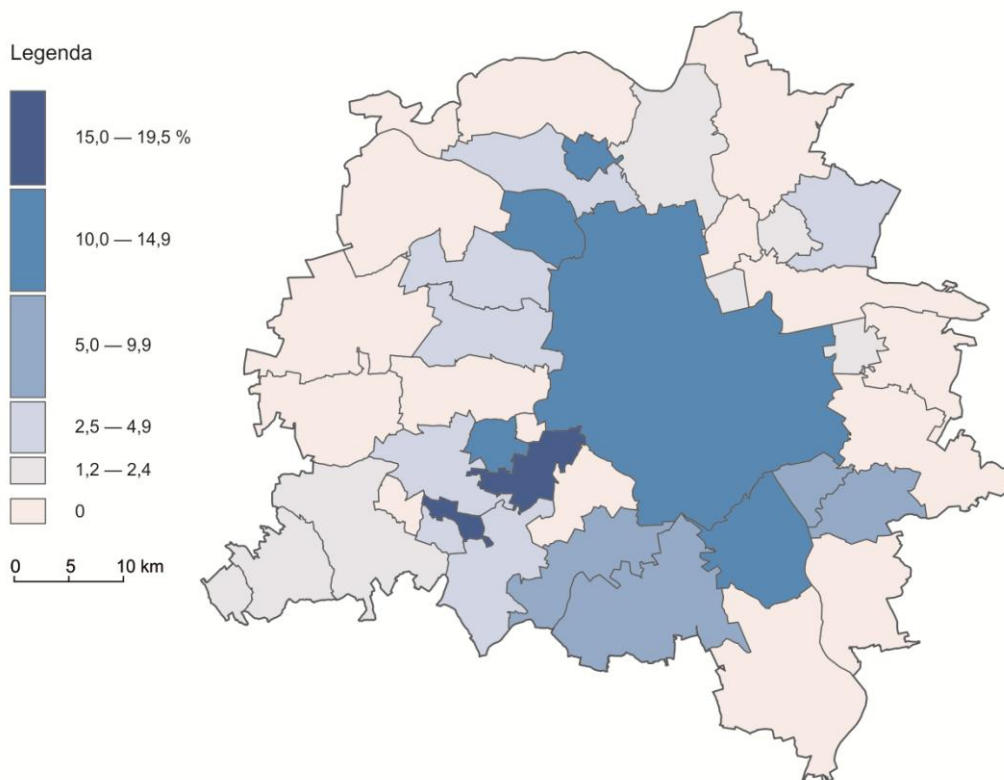 Legenda
15,0 — 19,5 %
10,0 — 14,9
5,0 — 9,9
2,5 — 4,9
1,2 — 2,4
0
0 5 10 km